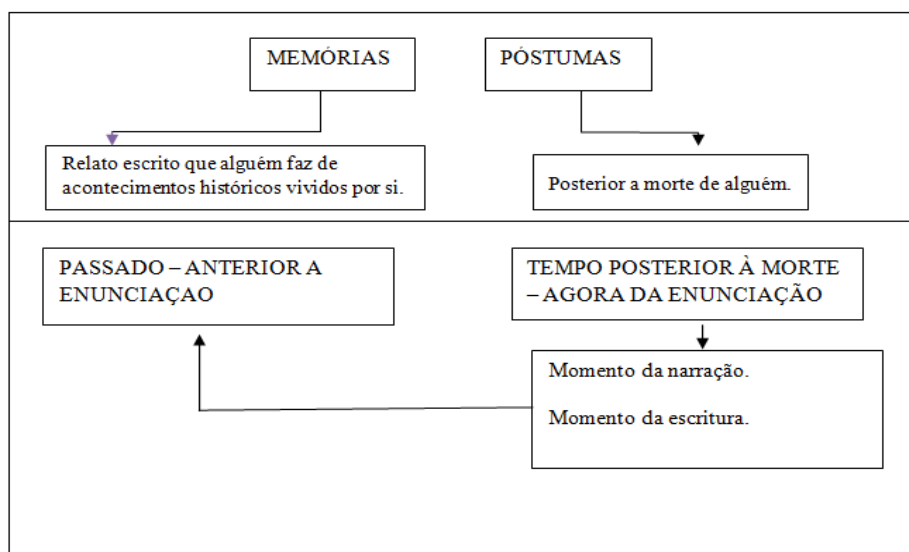 MEMÓRIAS
PÓSTUMAS
Relato escrito que alguém faz de
acontecimentos históricos vividos por si.
Posterior a morte de alguém.
PASSADO – ANTERIOR A
ENUNCIAÇAO
TEMPO POSTERIOR À MORTE
– AGORA DA ENUNCIAÇÃO
Momento da narração.
Momento da escritura.